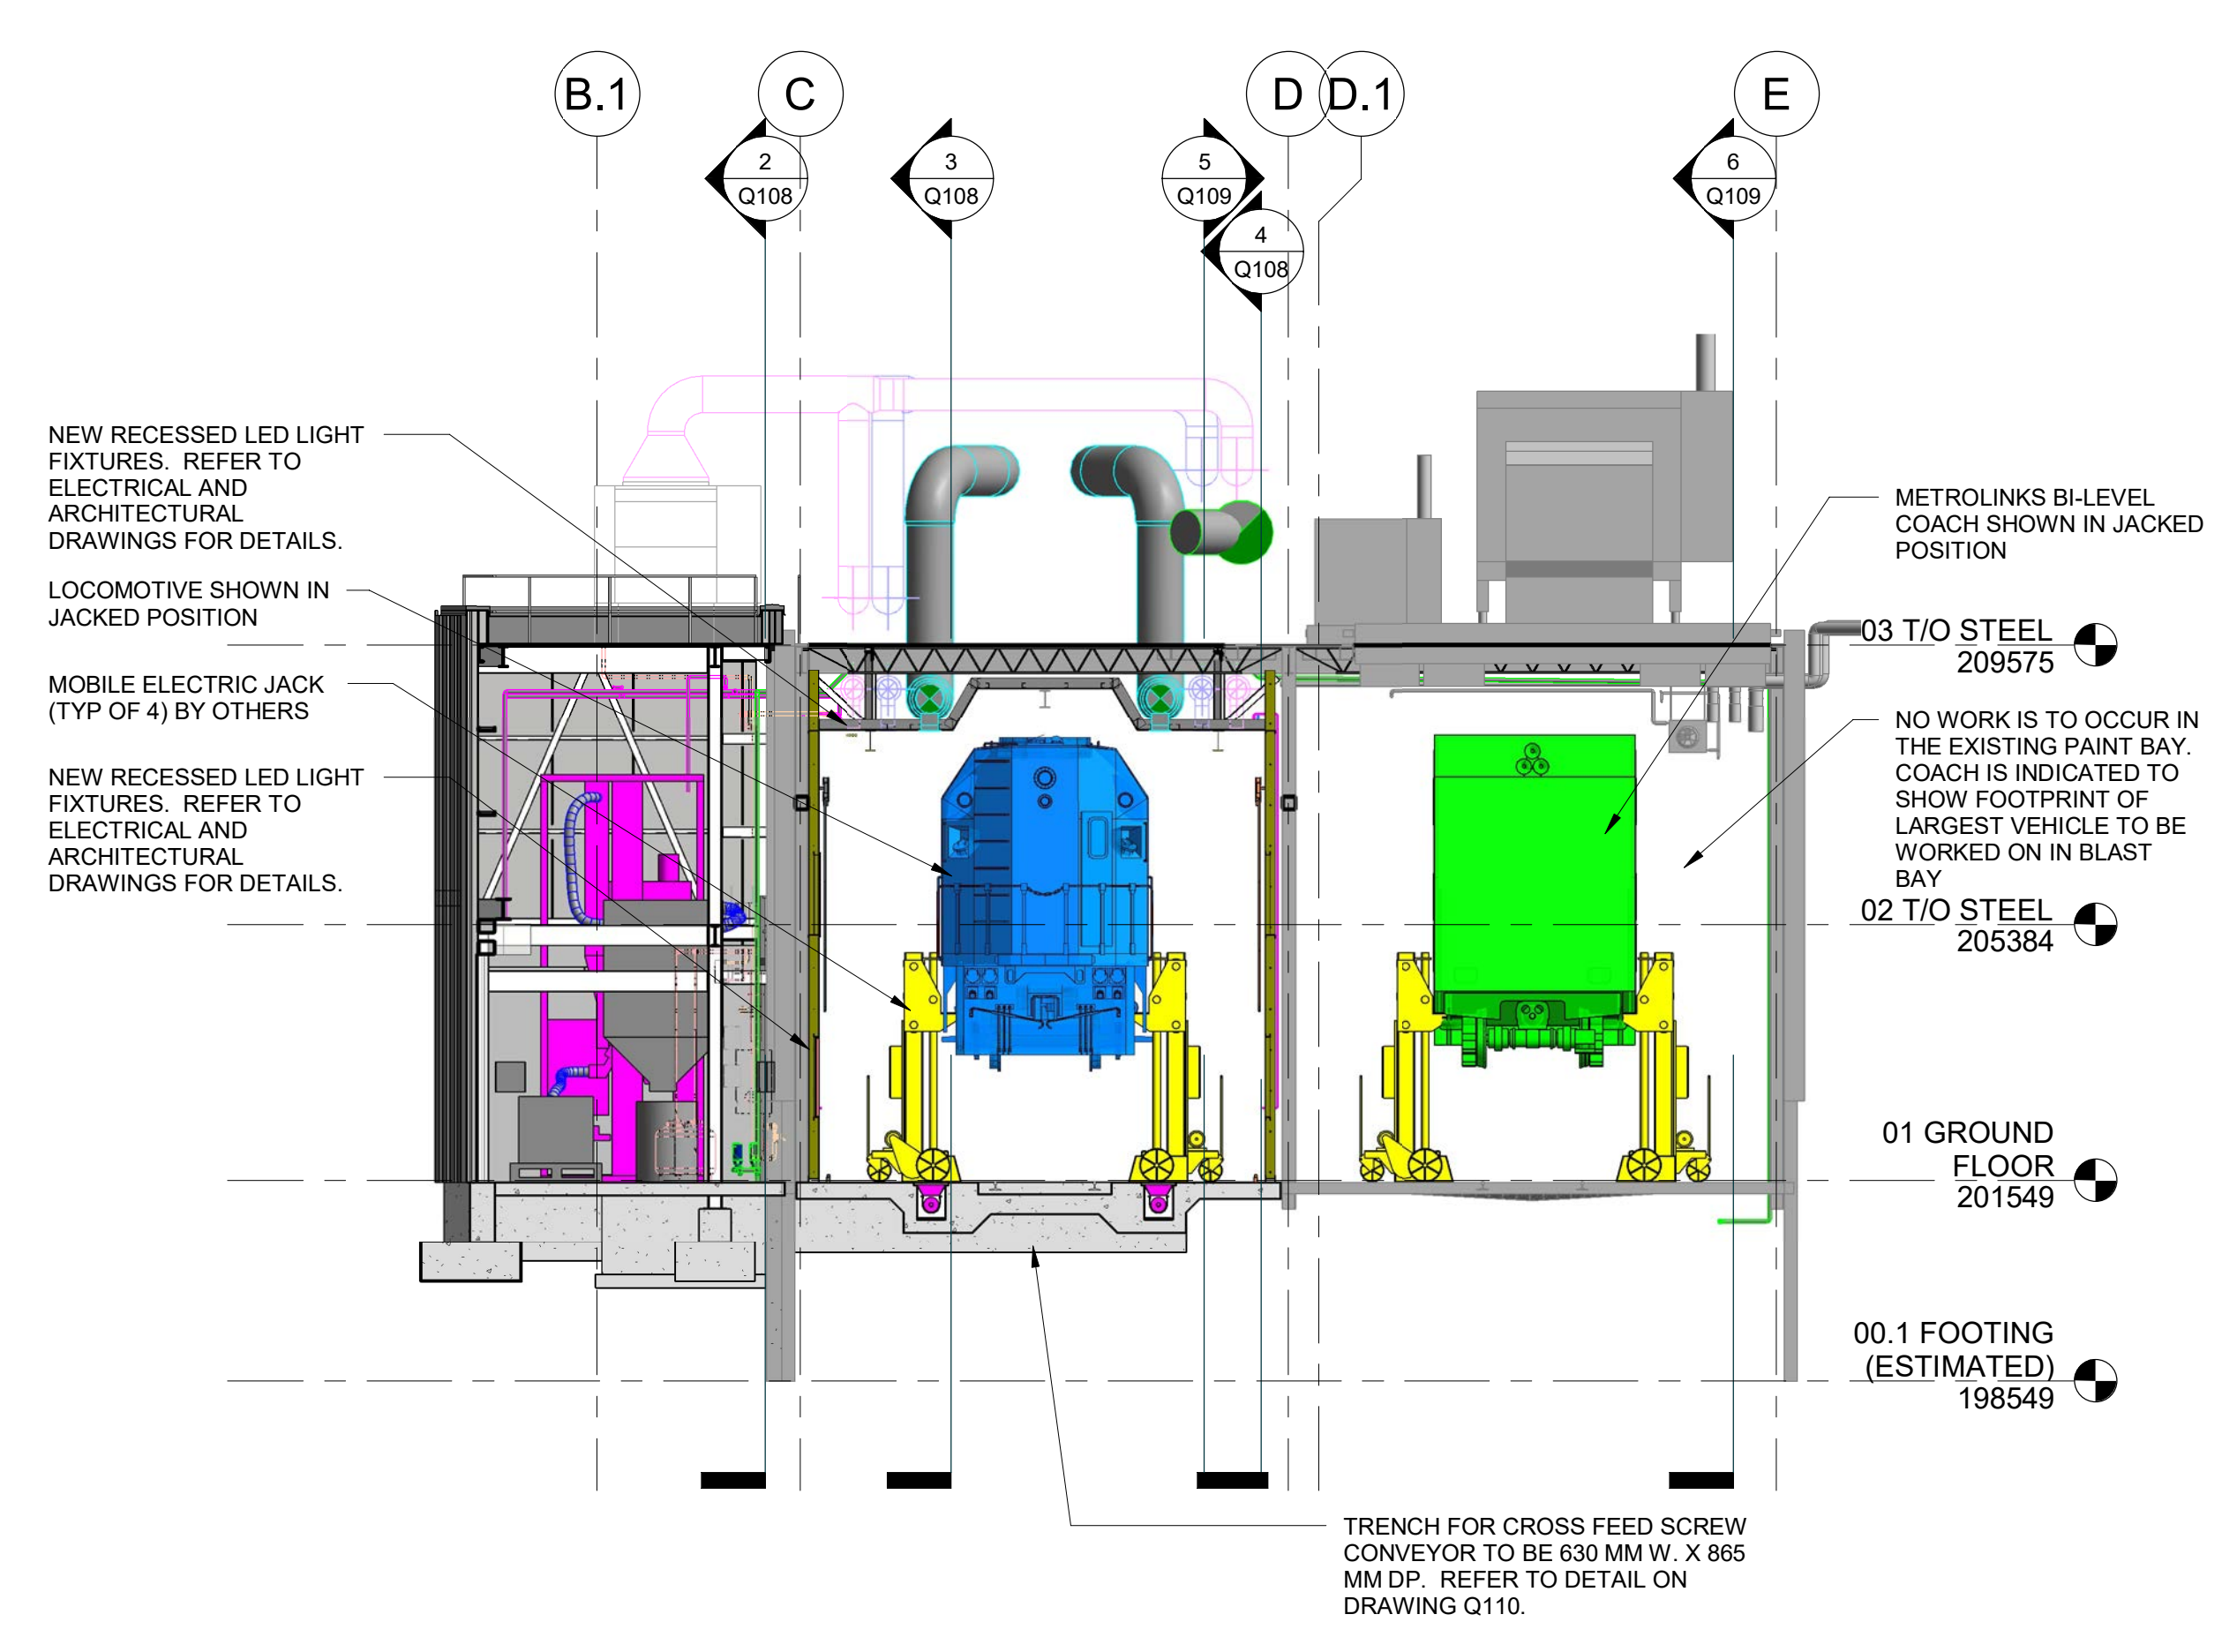 B.1
C
D
D.1
E
2
Q108
3
Q108
5
Q109
4
Q108
6
Q109
NEW RECESSED LED LIGHT
FIXTURES. REFER TO
ELECTRICAL AND
ARCHITECTURAL
DRAWINGS FOR DETAILS.
LOCOMOTIVE SHOWN IN
JACKED POSITION
MOBILE ELECTRIC JACK
(TYP OF 4) BY OTHERS
NEW RECESSED LED LIGHT
FIXTURES. REFER TO
ELECTRICAL AND
ARCHITECTURAL
DRAWINGS FOR DETAILS.
METROLINKS BI-LEVEL
COACH SHOWN IN JACKED
POSITION
03 T/O STEEL
209575
NO WORK IS TO OCCUR IN
THE EXISTING PAINT BAY.
COACH IS INDICATED TO
SHOW FOOTPRINT OF
LARGEST VEHICLE TO BE
WORKED ON IN BLAST
BAY
02 T/O STEEL
205384
01 GROUND
FLOOR
201549
00.1 FOOTING
(ESTIMATED)
198549
TRENCH FOR CROSS FEED SCREW
CONVEYOR TO BE 630 MM W. X 865
MM DP. REFER TO DETAIL ON
DRAWING Q110.